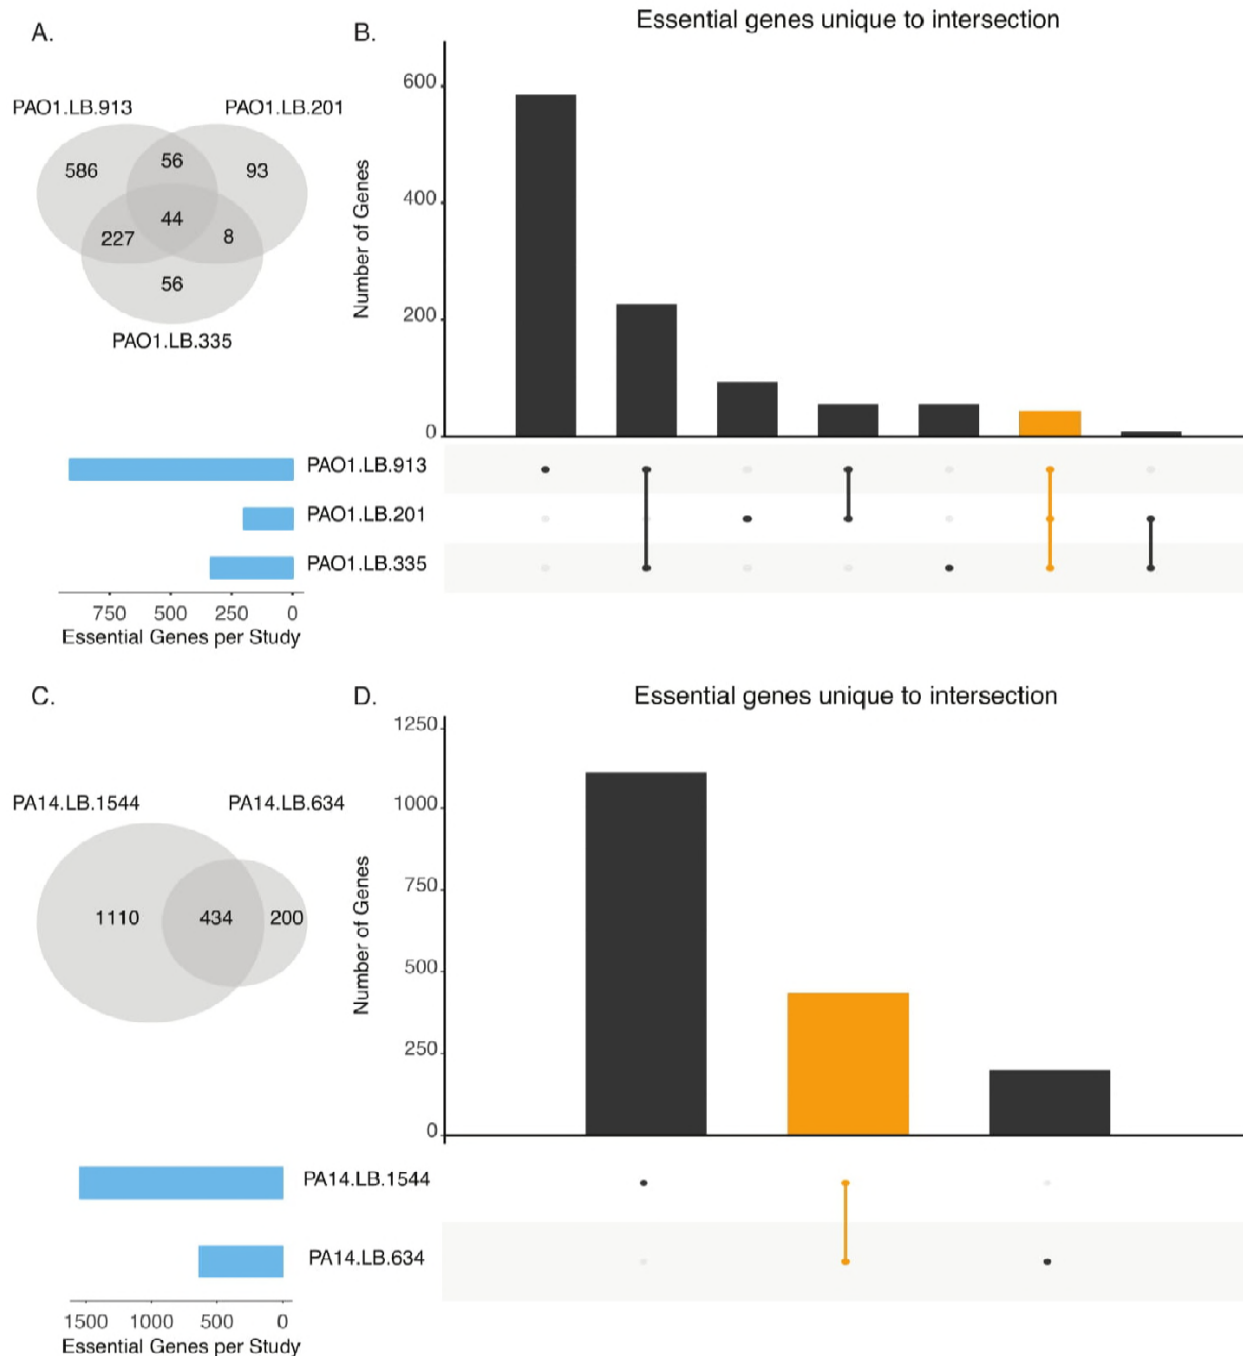 A.
B.
Essential genes unique to intersection
PAO1.LB.913
PAO1.LB.201
586
56
93
44
227
8
56
PAO1.LB.335
Number of Genes
600
400
200
0
PAO1.LB.913
PAO1.LB.201
PAO1.LB.335
750 500 250 0
Essential Genes per Study
C.
D.
Essential genes unique to intersection
PA14.LB.1544
PA14.LB.634
1110
434
200
Number of Genes
1250
1000
750
500
250
0
PA14.LB.1544
PA14.LB.634
1500 1000 500 0
Essential Genes per Study